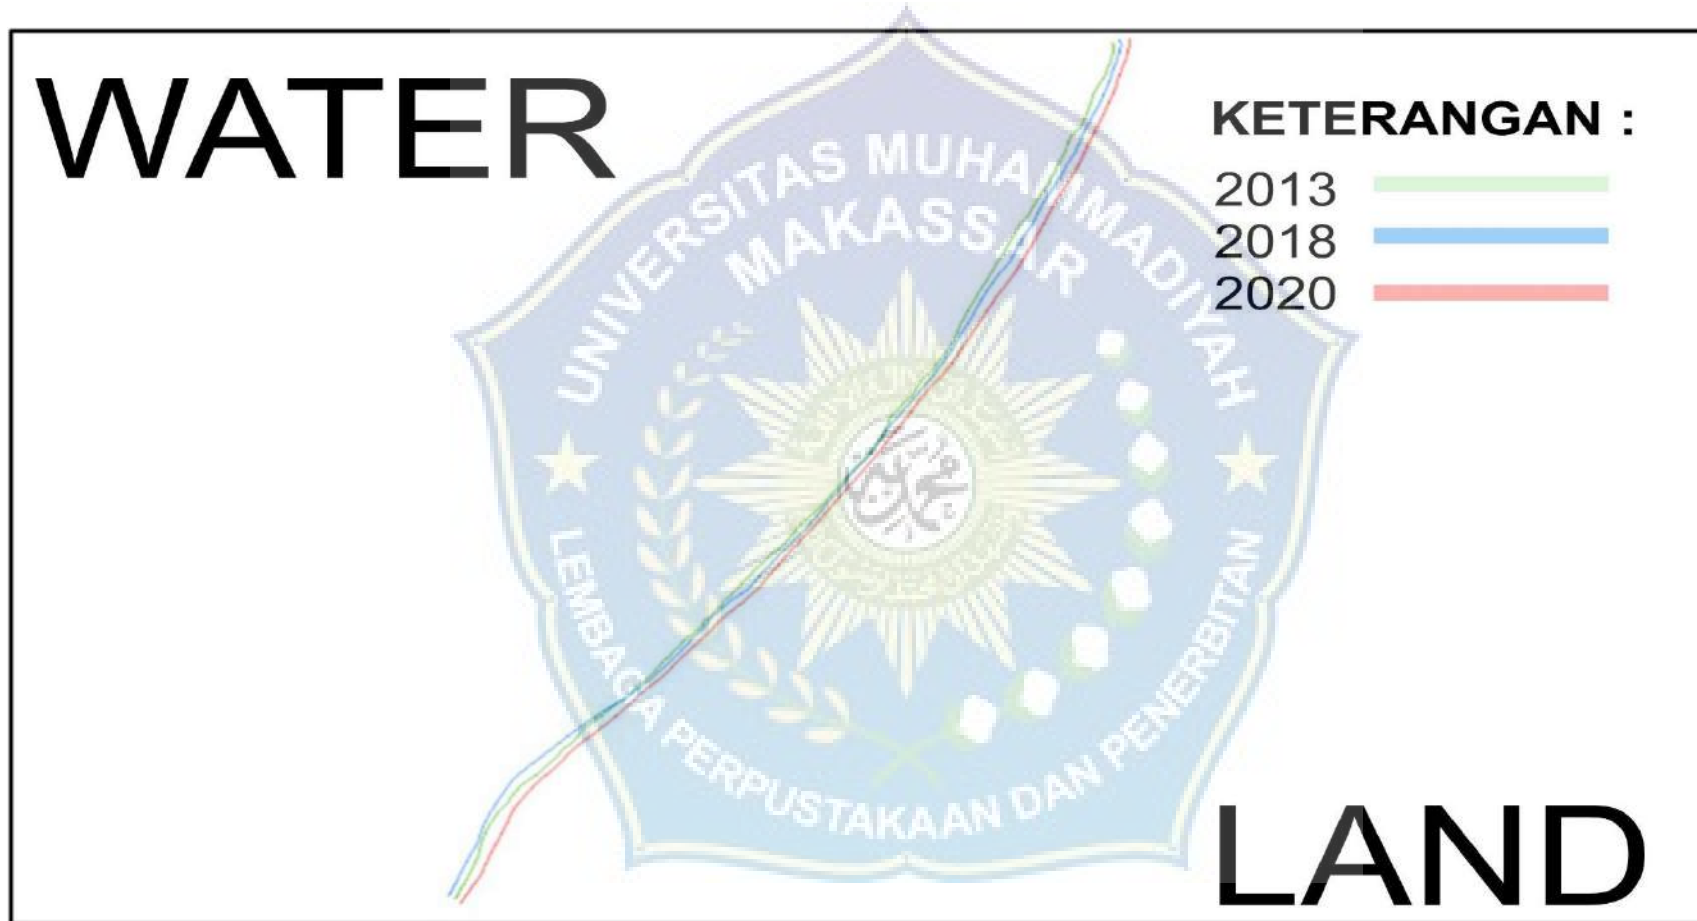 WATER
KETERANGAN :
2013
2018
2020
UNIVERSITAS MUHAMMADIYAH
MAKASSAR
LEMBAGA PERPUSTAKAAN DAN PENERBITAN
LAND